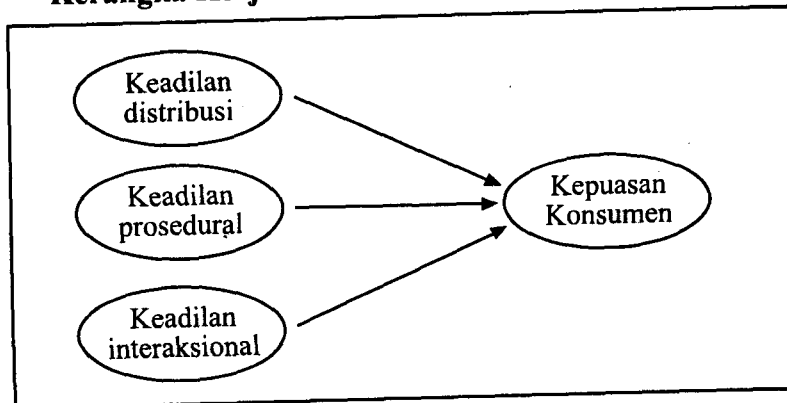 Keadilan
distribusi
Keadilan
prosedural
Keadilan
interaksional
Kepuasan
Konsumen